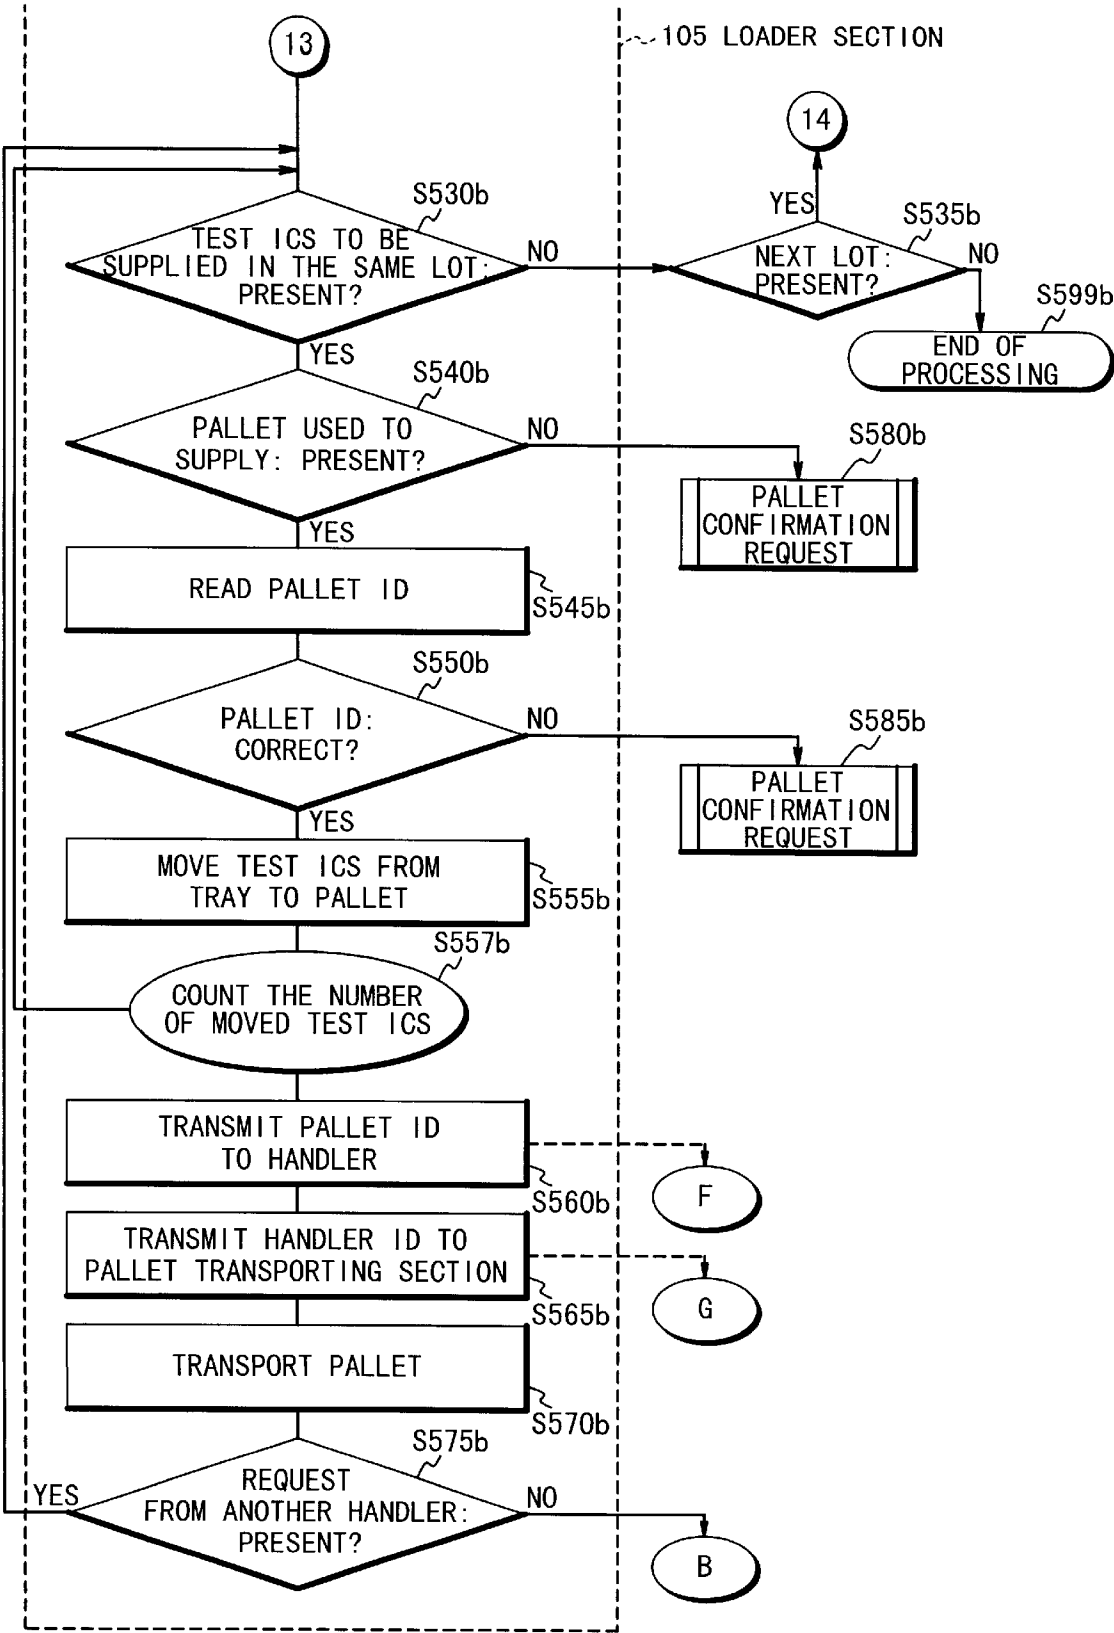 13
105 LOADER SECTION
14
YES
S530b
TEST ICS TO BE
SUPPLIED IN THE SAME LOT:
PRESENT?
NO
S535b
NEXT LOT:
PRESENT?
NO
S599b
END OF
PROCESSING
YES
S540b
PALLET USED TO
SUPPLY: PRESENT?
NO
S580b
PALLET
CONFIRMATION
REQUEST
YES
READ PALLET ID
S545b
S550b
PALLET ID:
CORRECT?
NO
S585b
PALLET
CONFIRMATION
REQUEST
YES
MOVE TEST ICS FROM
TRAY TO PALLET
S555b
S557b
COUNT THE NUMBER
OF MOVED TEST ICS
TRANSMIT PALLET ID
TO HANDLER
S560b
F
TRANSMIT HANDLER ID TO
PALLET TRANSPORTING SECTION
S565b
G
TRANSPORT PALLET
S570b
S575b
YES
REQUEST
FROM ANOTHER HANDLER:
PRESENT?
NO
B